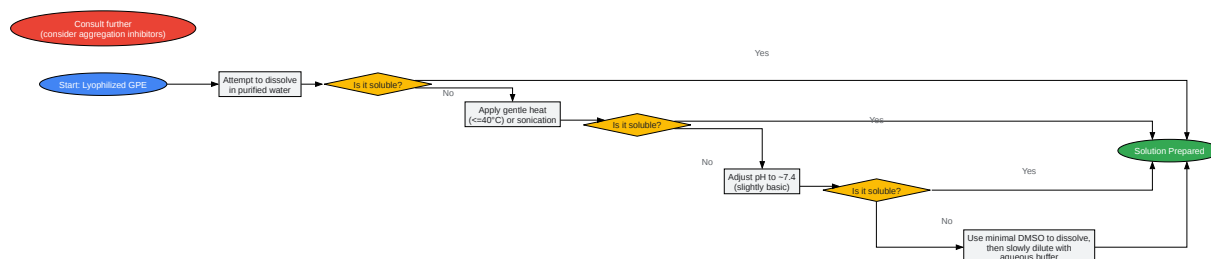 Consult further
(consider aggregation inhibitors)
Yes
Start: Lyophilized GPE
Attempt to dissolve
in purified water
Is it soluble?
No
Apply gentle heat
(<=40°C) or sonication
Is it soluble?
Yes
Solution Prepared
No
Adjust pH to ~7.4
(slightly basic)
Is it soluble?
Yes
No
Use minimal DMSO to dissolve,
then slowly dilute with
aqueous buffer